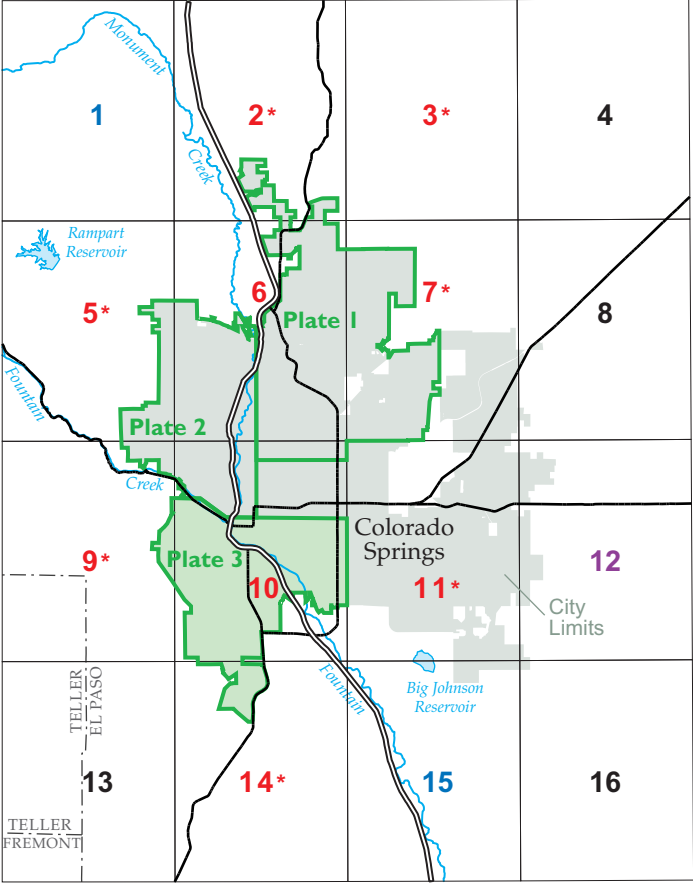 Monument
1
2*
3*
4
Creek
Rampart
Reservoir
5*
6
7*
8
Plate 1
Fountain
Plate 2
Creek
Colorado
Springs
9*
Plate 3
10
11*
12
City
Limits
TELLER
EL PASO
Fountain
Big Johnson
Reservoir
13
14*
15
16
TELLER
FREMONT